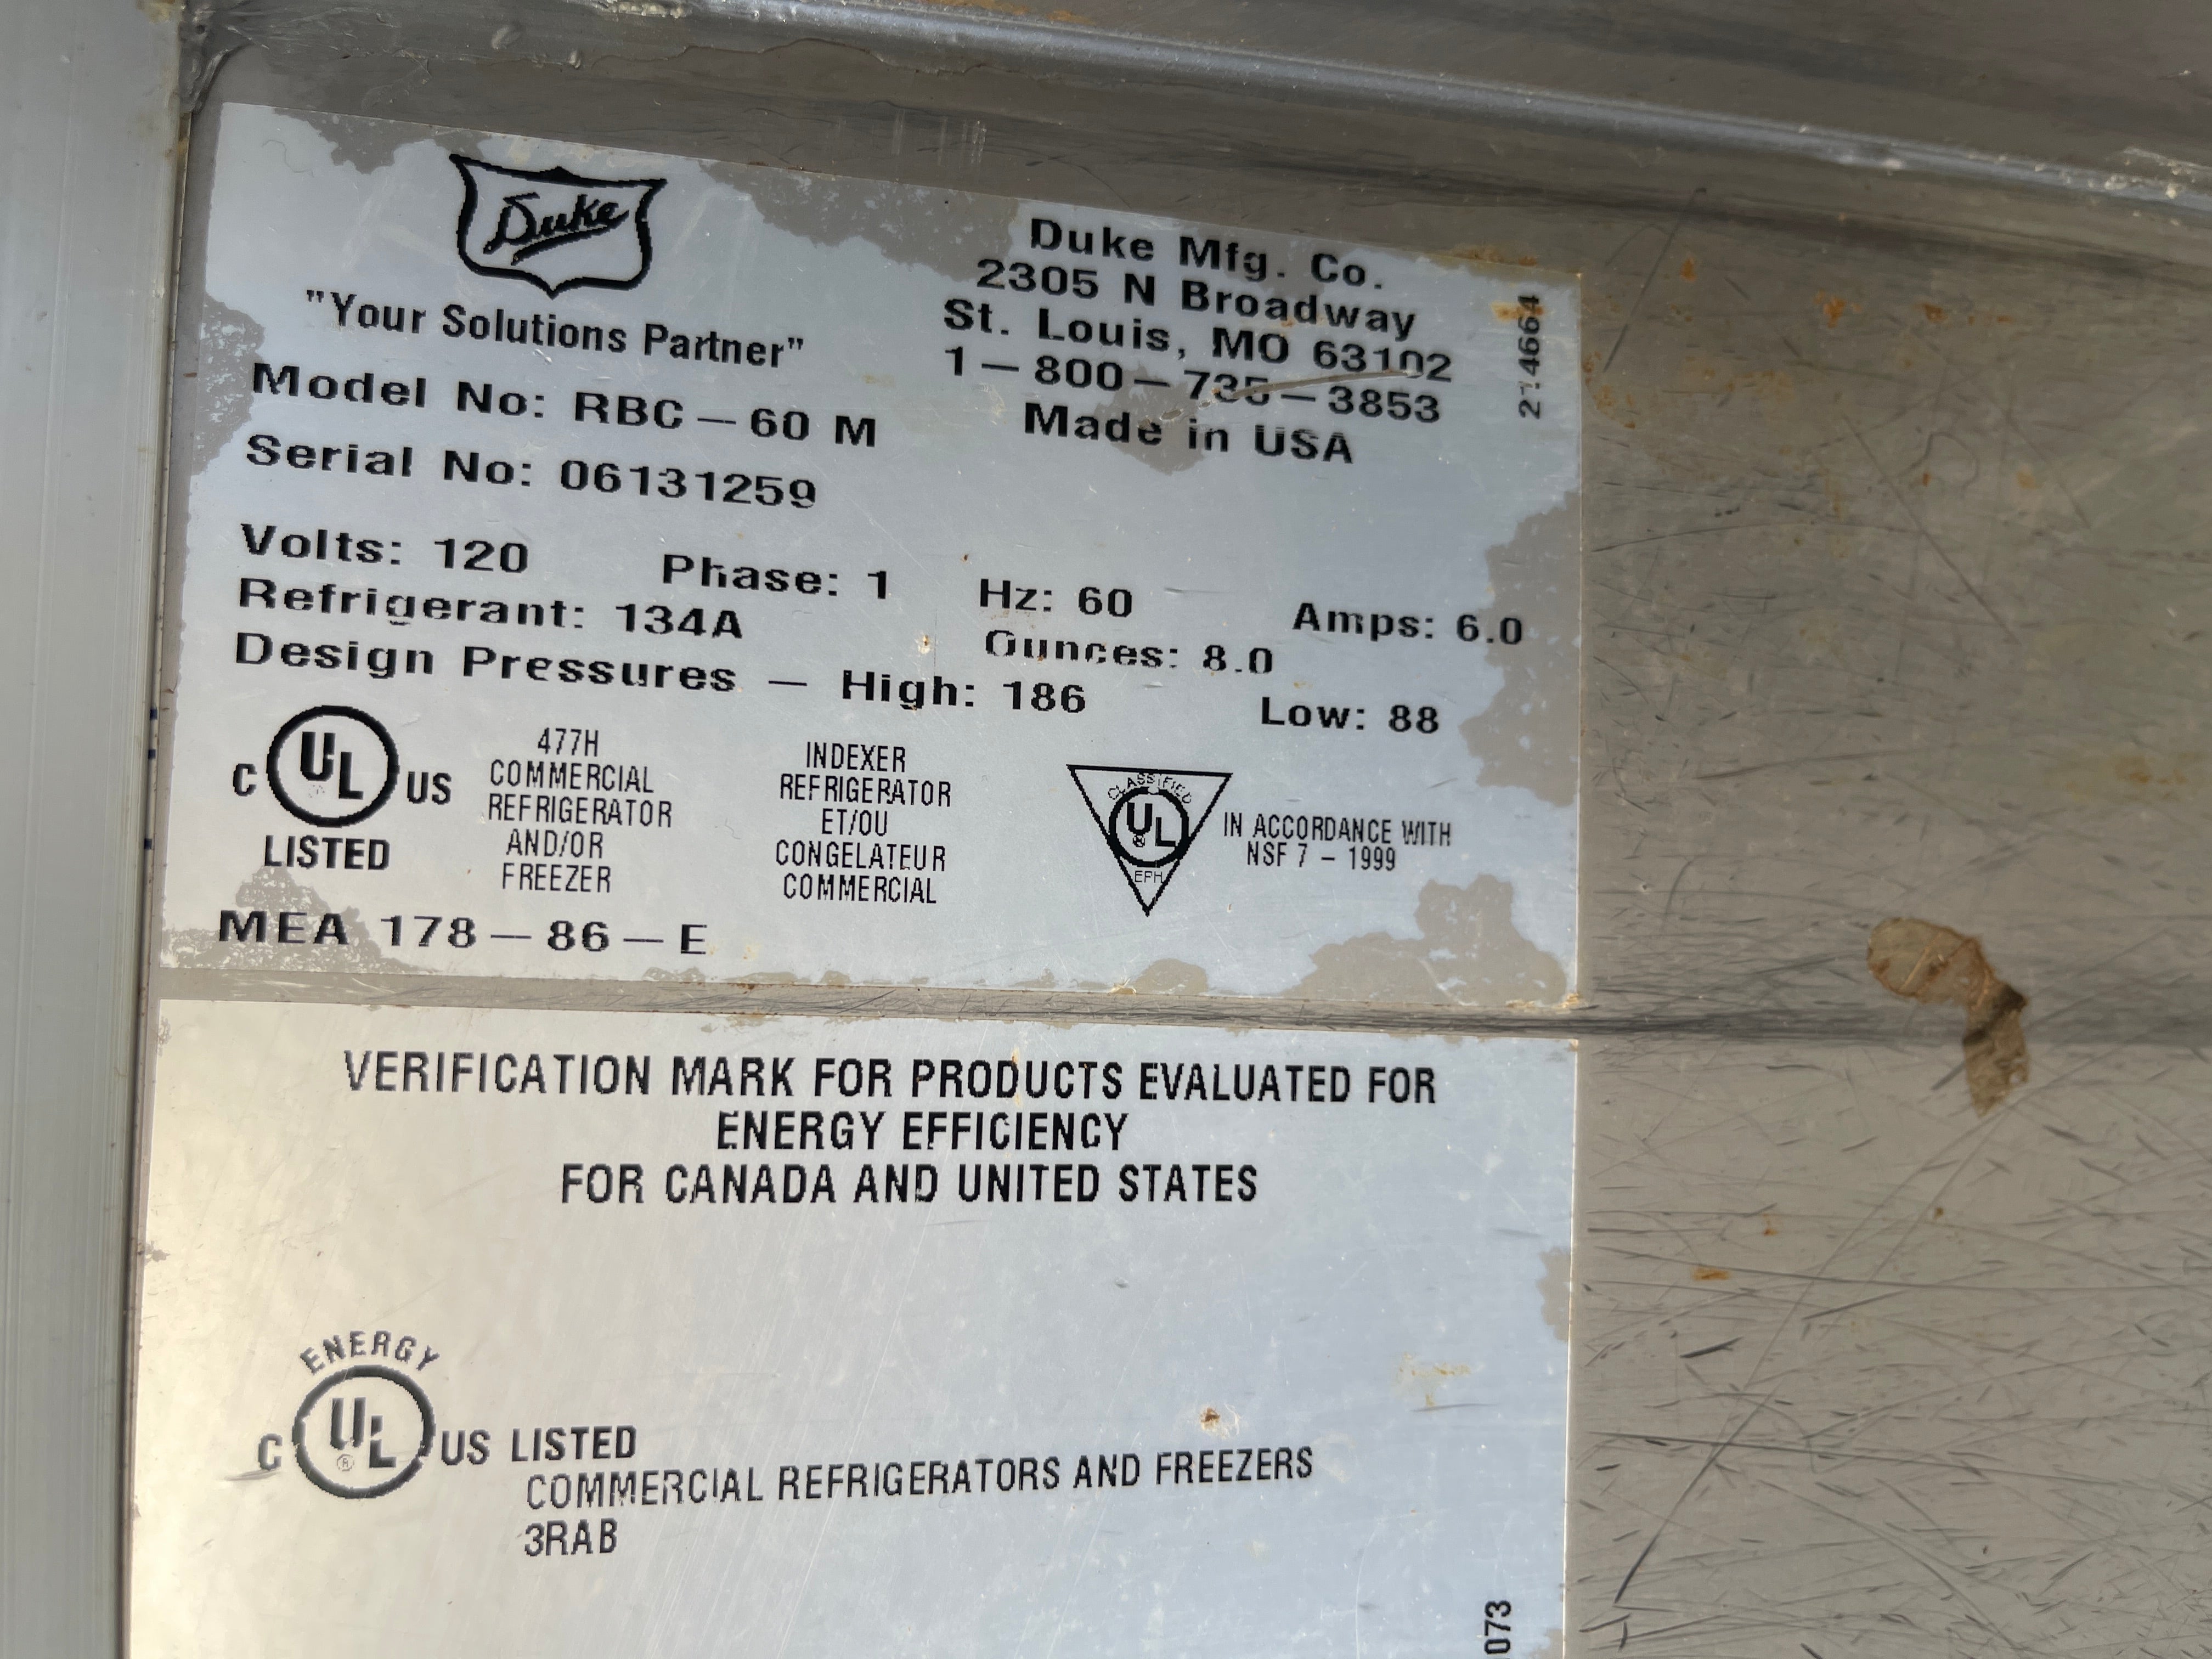 Duke
"Your Solutions Partner"
Duke Mfg. Co.
2305 N Broadway
St. Louis, MO 63102
1-800-735-3853
Made in USA
214664
Model No: RBC-60 M
Serial No: 06131259
Volts: 120 Phase: 1 Hz: 60 Amps: 6.0
Refrigerant: 134A Ounces: 8.0
Design Pressures - High: 186 Low: 88
C UL US
LISTED
477H
COMMERCIAL
REFRIGERATOR
AND/OR
FREEZER
INDEXER
REFRIGERATOR
ET/OU
CONGELATEUR
COMMERCIAL
CLASSIFIED
UL
EPH
IN ACCORDANCE WITH
NSF 7 - 1999
MEA 178-86-E
VERIFICATION MARK FOR PRODUCTS EVALUATED FOR
ENERGY EFFICIENCY
FOR CANADA AND UNITED STATES
ENERGY
C UL® US LISTED
COMMERCIAL REFRIGERATORS AND FREEZERS
3RAB
073